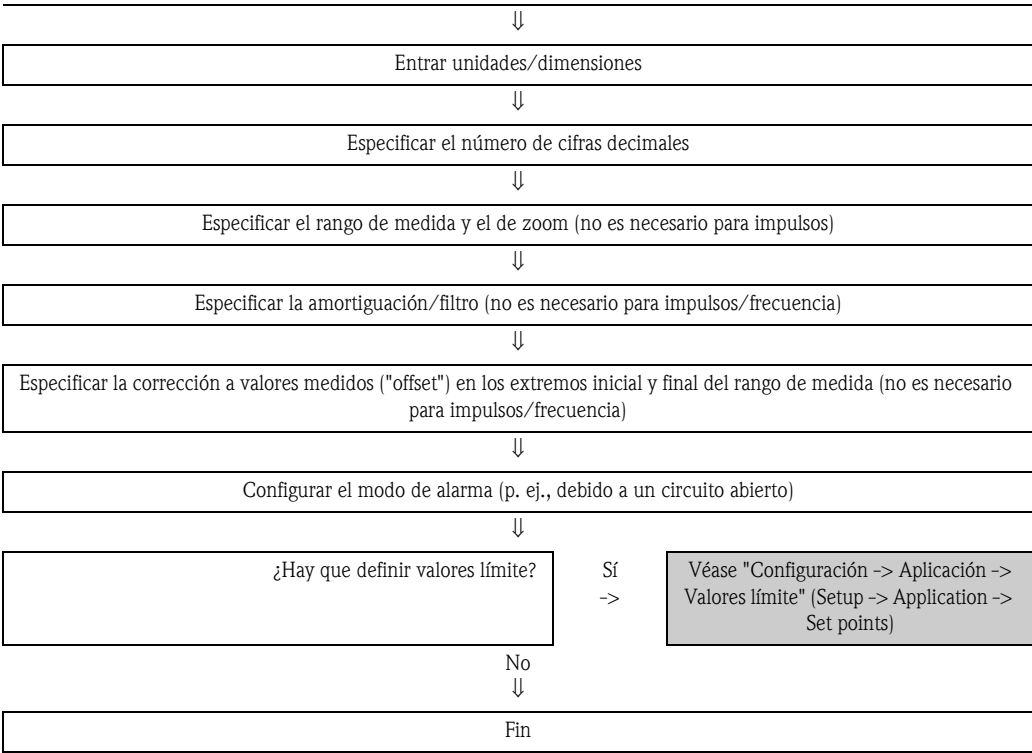 ⇓
Entrar unidades/dimensiones
⇓
Especificar el número de cifras decimales
⇓
Especificar el rango de medida y el de zoom (no es necesario para impulsos)
⇓
Especificar la amortiguación/filtro (no es necesario para impulsos/frecuencia)
⇓
Especificar la corrección a valores medidos ("offset") en los extremos inicial y final del rango de medida (no es necesario
para impulsos/frecuencia)
⇓
Configurar el modo de alarma (p. ej., debido a un circuito abierto)
⇓
¿Hay que definir valores límite?
Sí
->
Véase "Configuración -> Aplicación ->
Valores límite" (Setup -> Application ->
Set points)
No
⇓
Fin